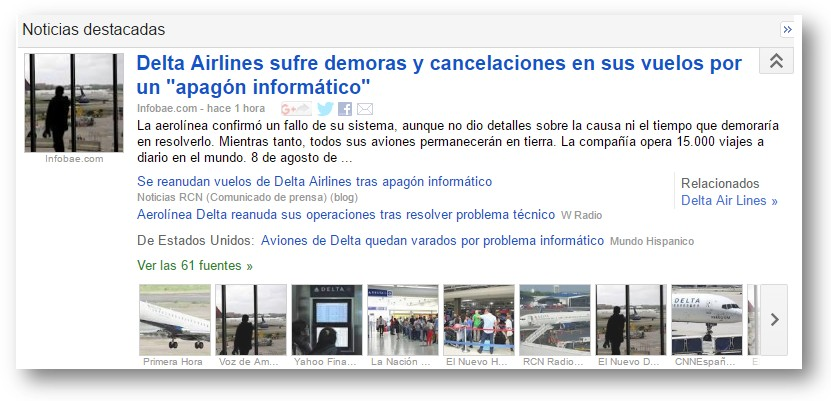 Noticias destacadas
»
Delta Airlines sufre demoras y cancelaciones en sus vuelos por
un "apagón informático"
Infobae.com - hace 1 hora
La aerolínea confirmó un fallo de su sistema, aunque no dio detalles sobre la causa ni el tiempo que demoraría
en resolverlo. Mientras tanto, todos sus aviones permanecerán en tierra. La compañía opera 15.000 viajes a
diario en el mundo. 8 de agosto de ...
Infobae.com
Se reanudan vuelos de Delta Airlines tras apagón informático
Noticias RCN (Comunicado de prensa) (blog)
Aerolínea Delta reanuda sus operaciones tras resolver problema técnico W Radio
Relacionados
Delta Air Lines »
De Estados Unidos: Aviones de Delta quedan varados por problema informático Mundo Hispanico
Ver las 61 fuentes »
DELTA
DELTA
Primera Hora Voz de Am... Yahoo Fina... La Nación ... El Nuevo H... RCN Radio... El Nuevo D... CNNEspañ... E